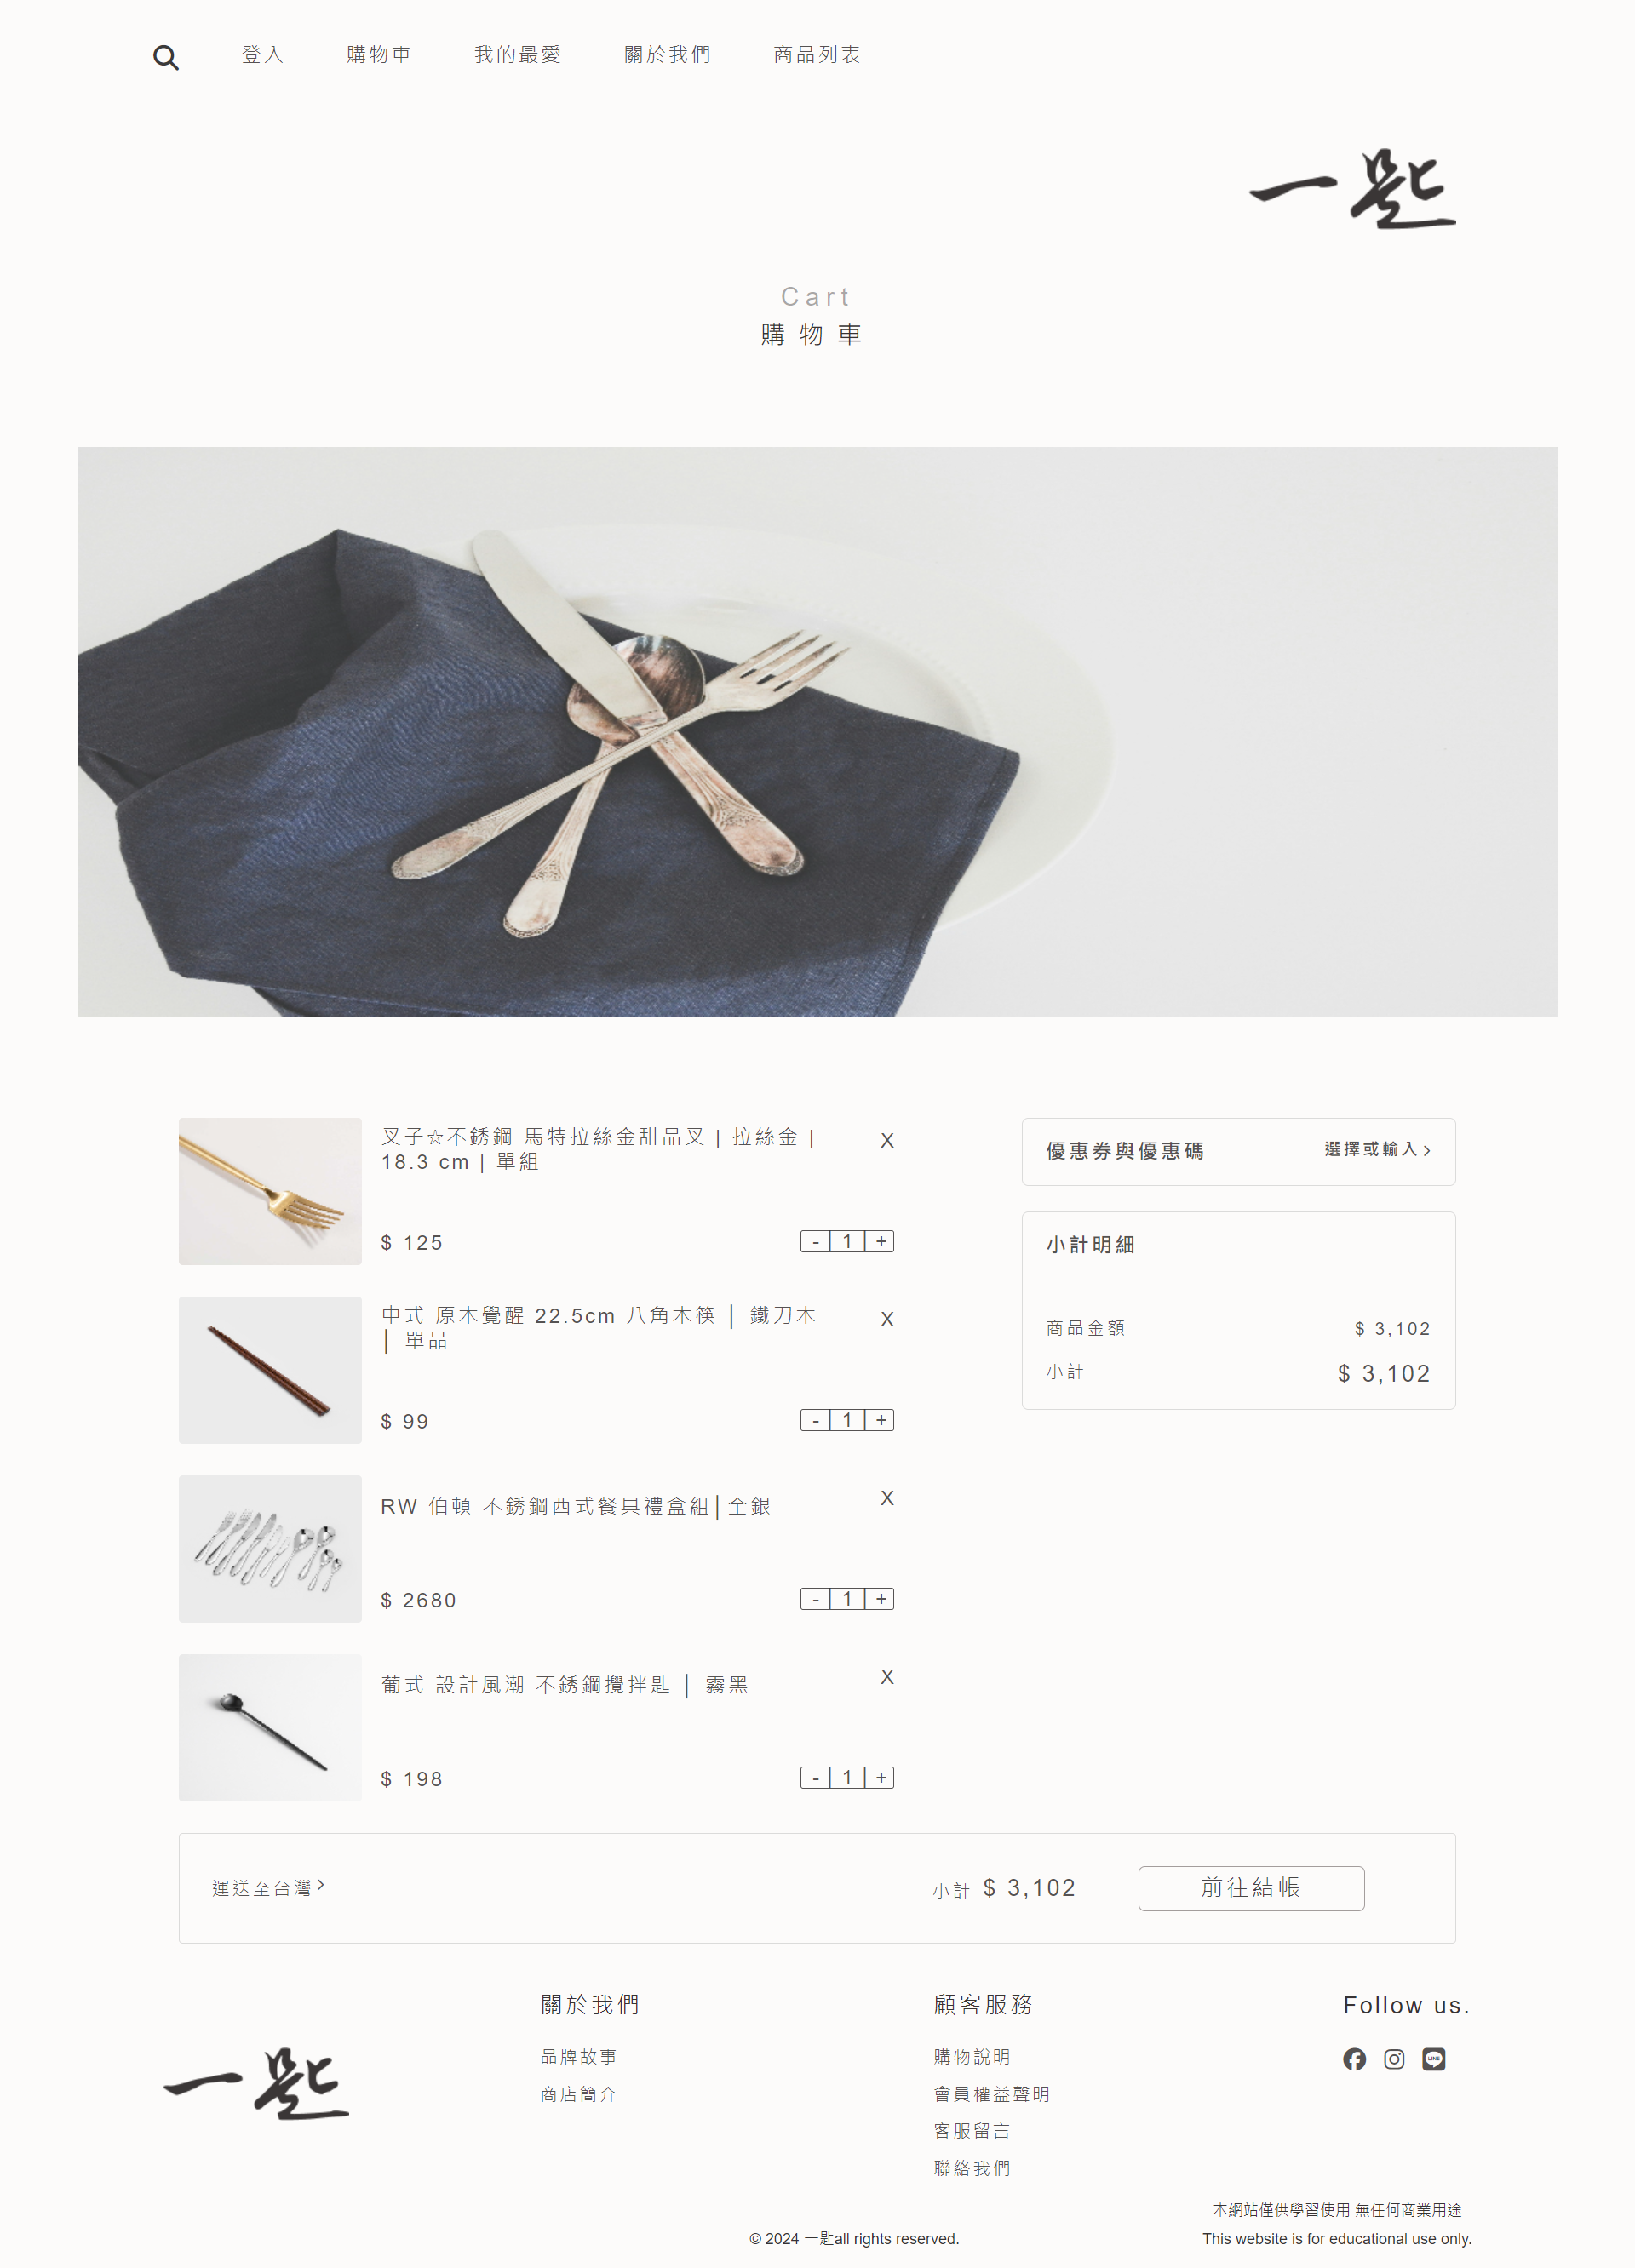 登入 購物車 我的最愛 關於我們 商品列表
一匙
Cart
購物車
叉子☆不銹鋼 馬特拉絲金甜品叉 | 拉絲金 |
18.3 cm | 單組
X
$ 125
- 1 +
中式 原木覺醒 22.5cm 八角木筷 │ 鐵刀木
│ 單品
X
$ 99
- 1 +
RW 伯頓 不銹鋼西式餐具禮盒組│全銀
X
$ 2680
- 1 +
葡式 設計風潮 不銹鋼攪拌匙 │ 霧黑
X
$ 198
- 1 +
優惠券與優惠碼 選擇或輸入 >
小計明細
商品金額 $ 3,102
小計 $ 3,102
運送至台灣 > 小計 $ 3,102 前往結帳
一匙
關於我們
品牌故事
商店簡介
顧客服務
購物說明
會員權益聲明
客服留言
聯絡我們
Follow us.
LINE
本網站僅供學習使用 無任何商業用途
© 2024 一匙all rights reserved. This website is for educational use only.